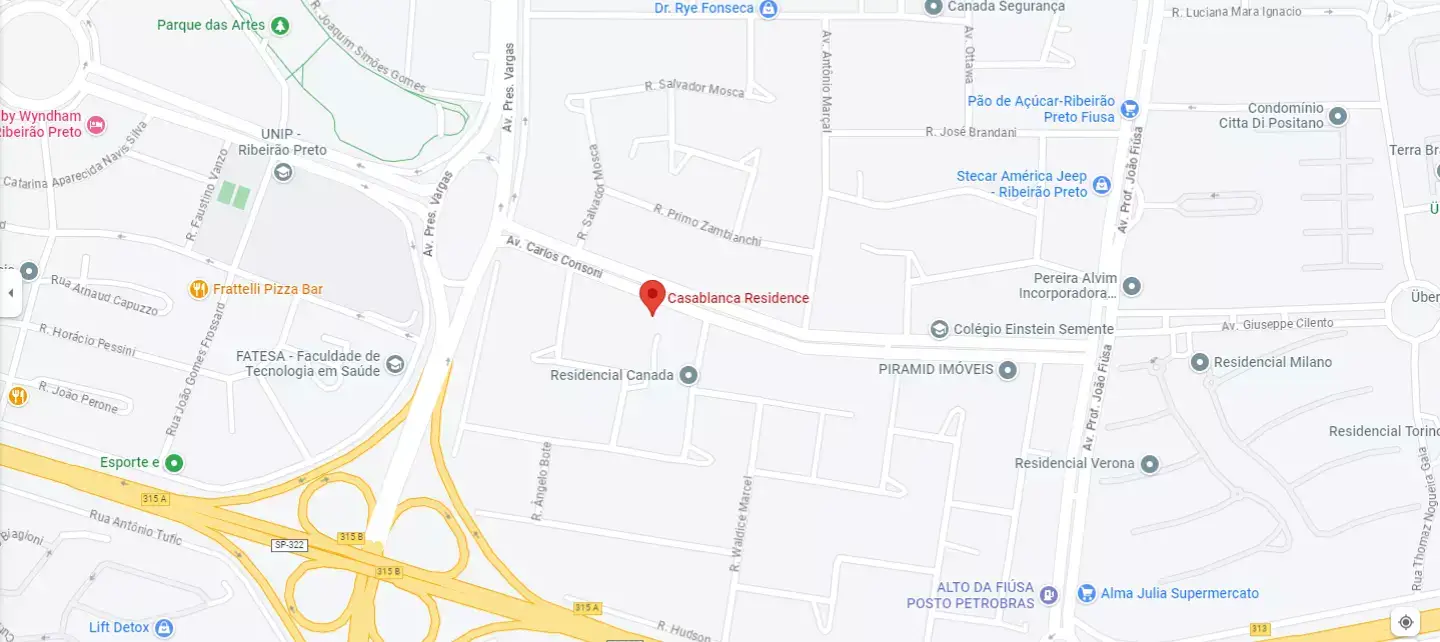 Dr. Rye Fonseca
Canada Segurança
R. Luciana Mara Ignacio
Parque das Artes
R. Joaquim Simões Gomes
Av. Pres. Vargas
Av. Antônio Marçal
Av. Ottawa
R. Salvador Mosca
Pão de Açúcar-Ribeirão
Preto Fiusa
Condomínio
Citta Di Positano
by Wyndham
Ribeirão Preto
UNIP -
Ribeirão Preto
R. José Brandani
Terra
Catarina Aparecida Navis Silva
R. Faustino Vanzo
R. Salvador Mosca
Stecar América Jeep
- Ribeirão Preto
Av. Prof. João Fiúsa
Av. Pres. Vargas
R. Primo Zambianchi
Av. Carlos Consoni
Rua Arnaud Capuzzo
Frattelli Pizza Bar
Casablanca Residence
Pereira Alvim
Incorporadora...
Über
R. Horácio Pessini
Rua João Gomes Frossard
Colégio Einstein Semente
Av. Giuseppe Cilento
FATESA - Faculdade de
Tecnologia em Saúde
Residencial Canada
PIRAMID IMÓVEIS
Residencial Milano
Av. Prof. João Fiúsa
R. João Perone
Residencial Torino
Esporte e
R. Ângelo Bote
R. Waldice Marcel
Residencial Verona
Rua Thomaz Nogueira Gaia
315 A
Rua Antônio Tufic
Biagioni
SP-322
315 B
315 B
ALTO DA FIÚSA
POSTO PETROBRAS
Alma Julia Supermercato
315 A
Lift Detox
R. Hudson
313